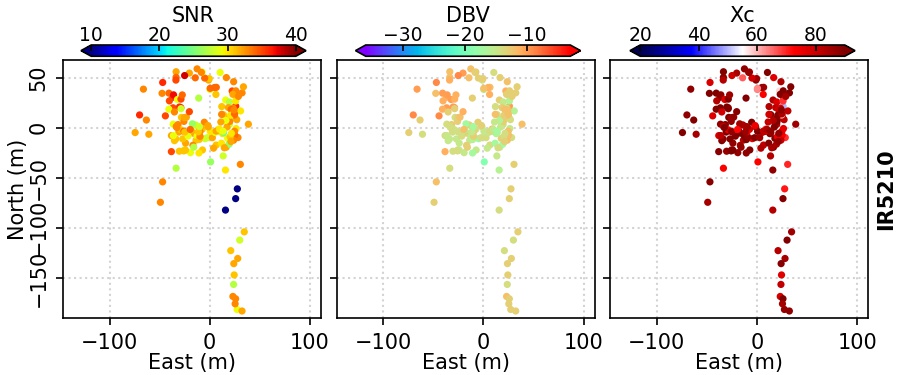 SNR DBV Xc
10 20 30 40 −30 −20 −10 20 40 60 80
North (m)
50
0
−50
−100
−150
IR5210
−100 0 100 −100 0 100 −100 0 100
East (m) East (m) East (m)